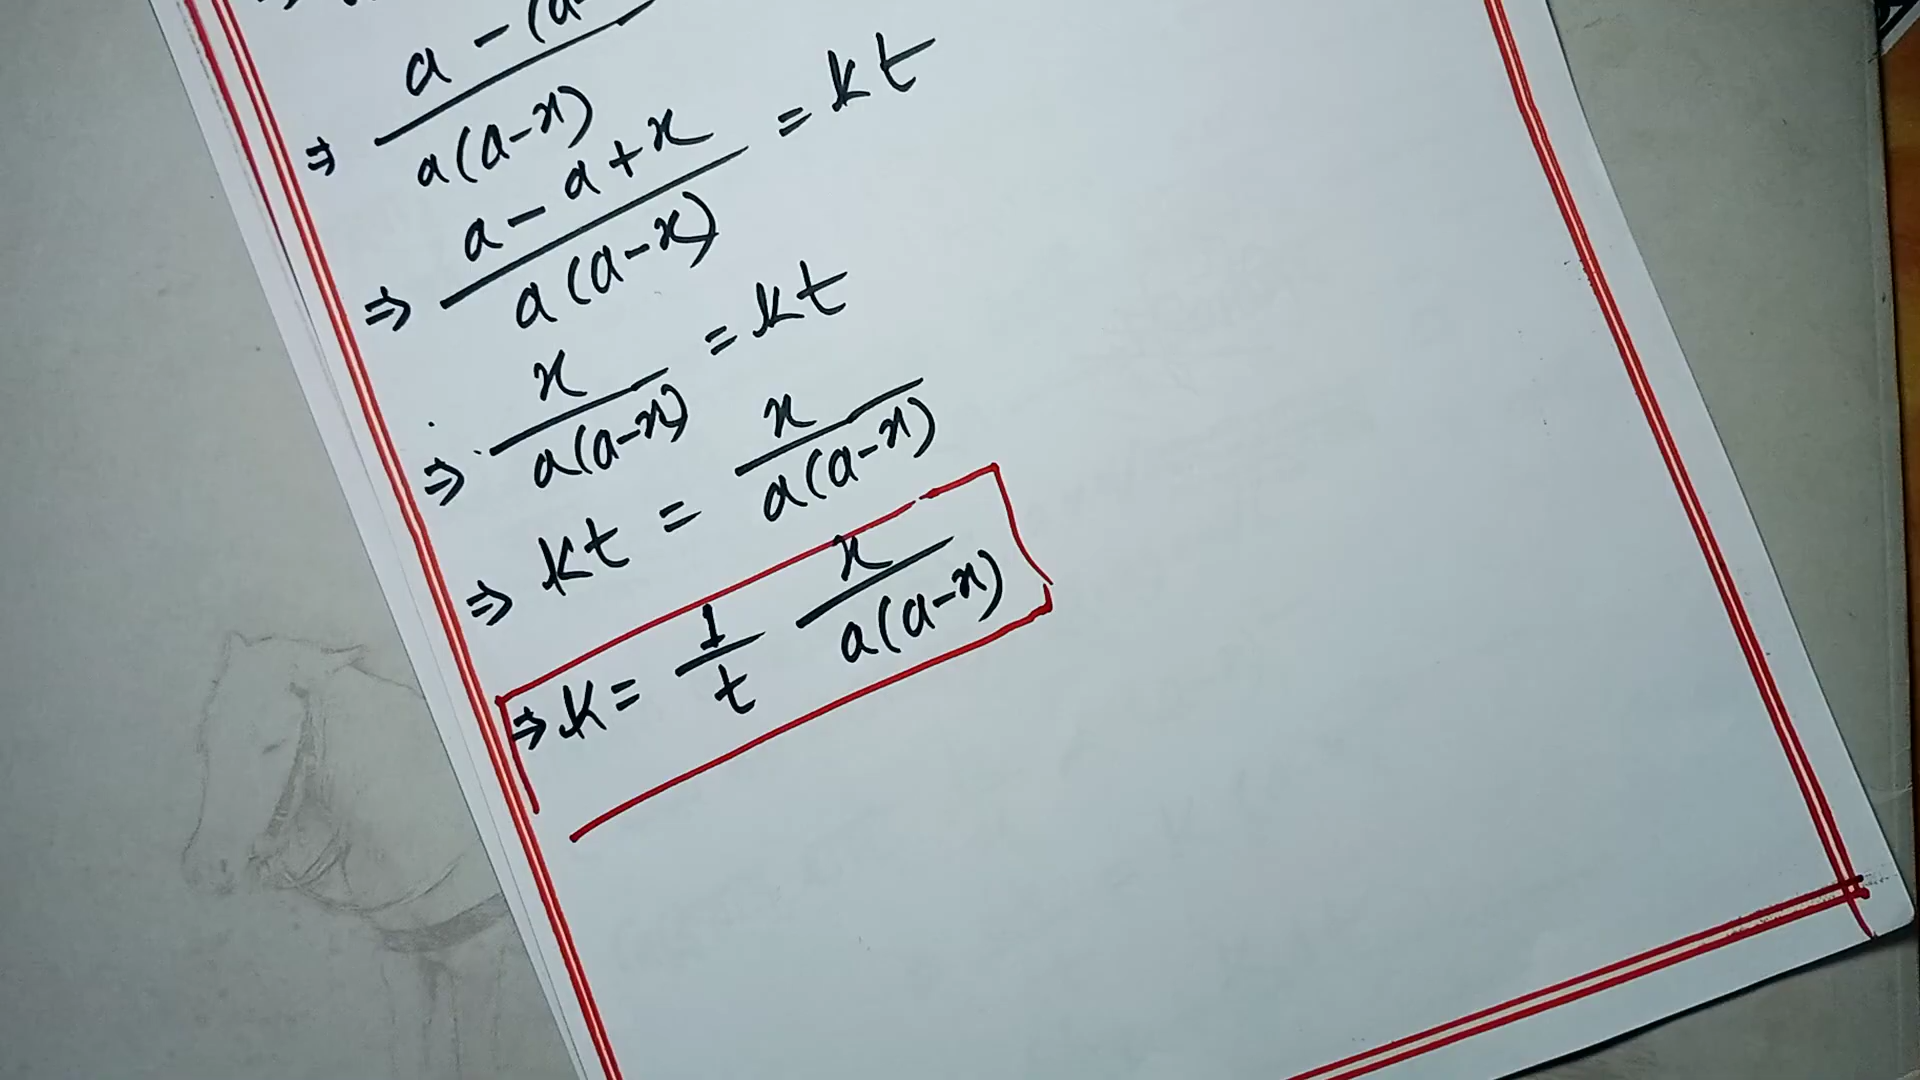 ⇒ a - (a
a(a-x)
⇒ a - a + x / a(a-x) = kt
⇒ x / a(a-x) = kt
⇒ kt = x / a(a-x)
⇒ k = 1/t x / a(a-x)